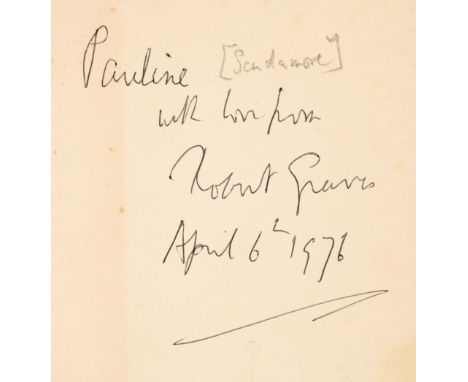 Pauline [Scudamore]
with love from
Robert Graves
April 6th 1976